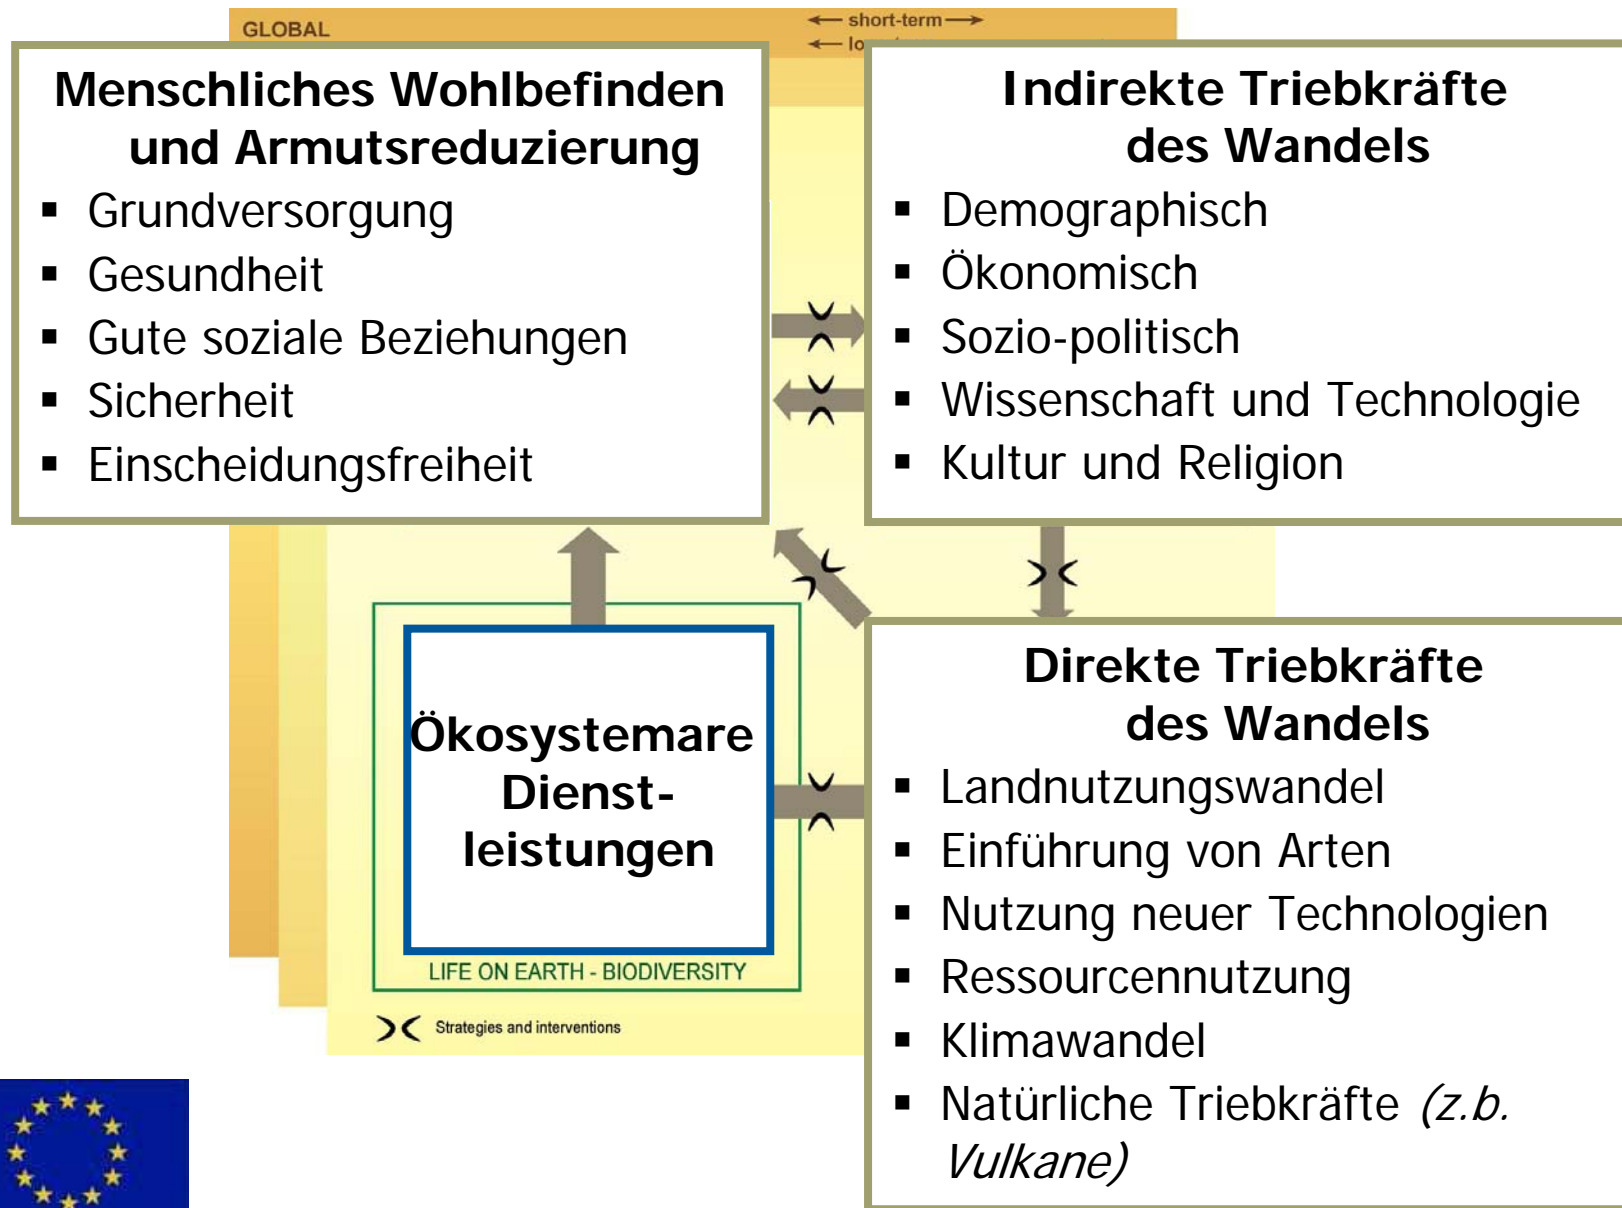 GLOBAL
short-term
Menschliches Wohlbefinden
und Armutsreduzierung
▪ Grundversorgung
▪ Gesundheit
▪ Gute soziale Beziehungen
▪ Sicherheit
▪ Einscheidungsfreiheit
Indirekte Triebkräfte
des Wandels
▪ Demographisch
▪ Ökonomisch
▪ Sozio-politisch
▪ Wissenschaft und Technologie
▪ Kultur und Religion
Ökosystemare
Dienst-
leistungen
LIFE ON EARTH - BIODIVERSITY
Strategies and interventions
Direkte Triebkräfte
des Wandels
▪ Landnutzungswandel
▪ Einführung von Arten
▪ Nutzung neuer Technologien
▪ Ressourcennutzung
▪ Klimawandel
▪ Natürliche Triebkräfte (z.b.
Vulkane)